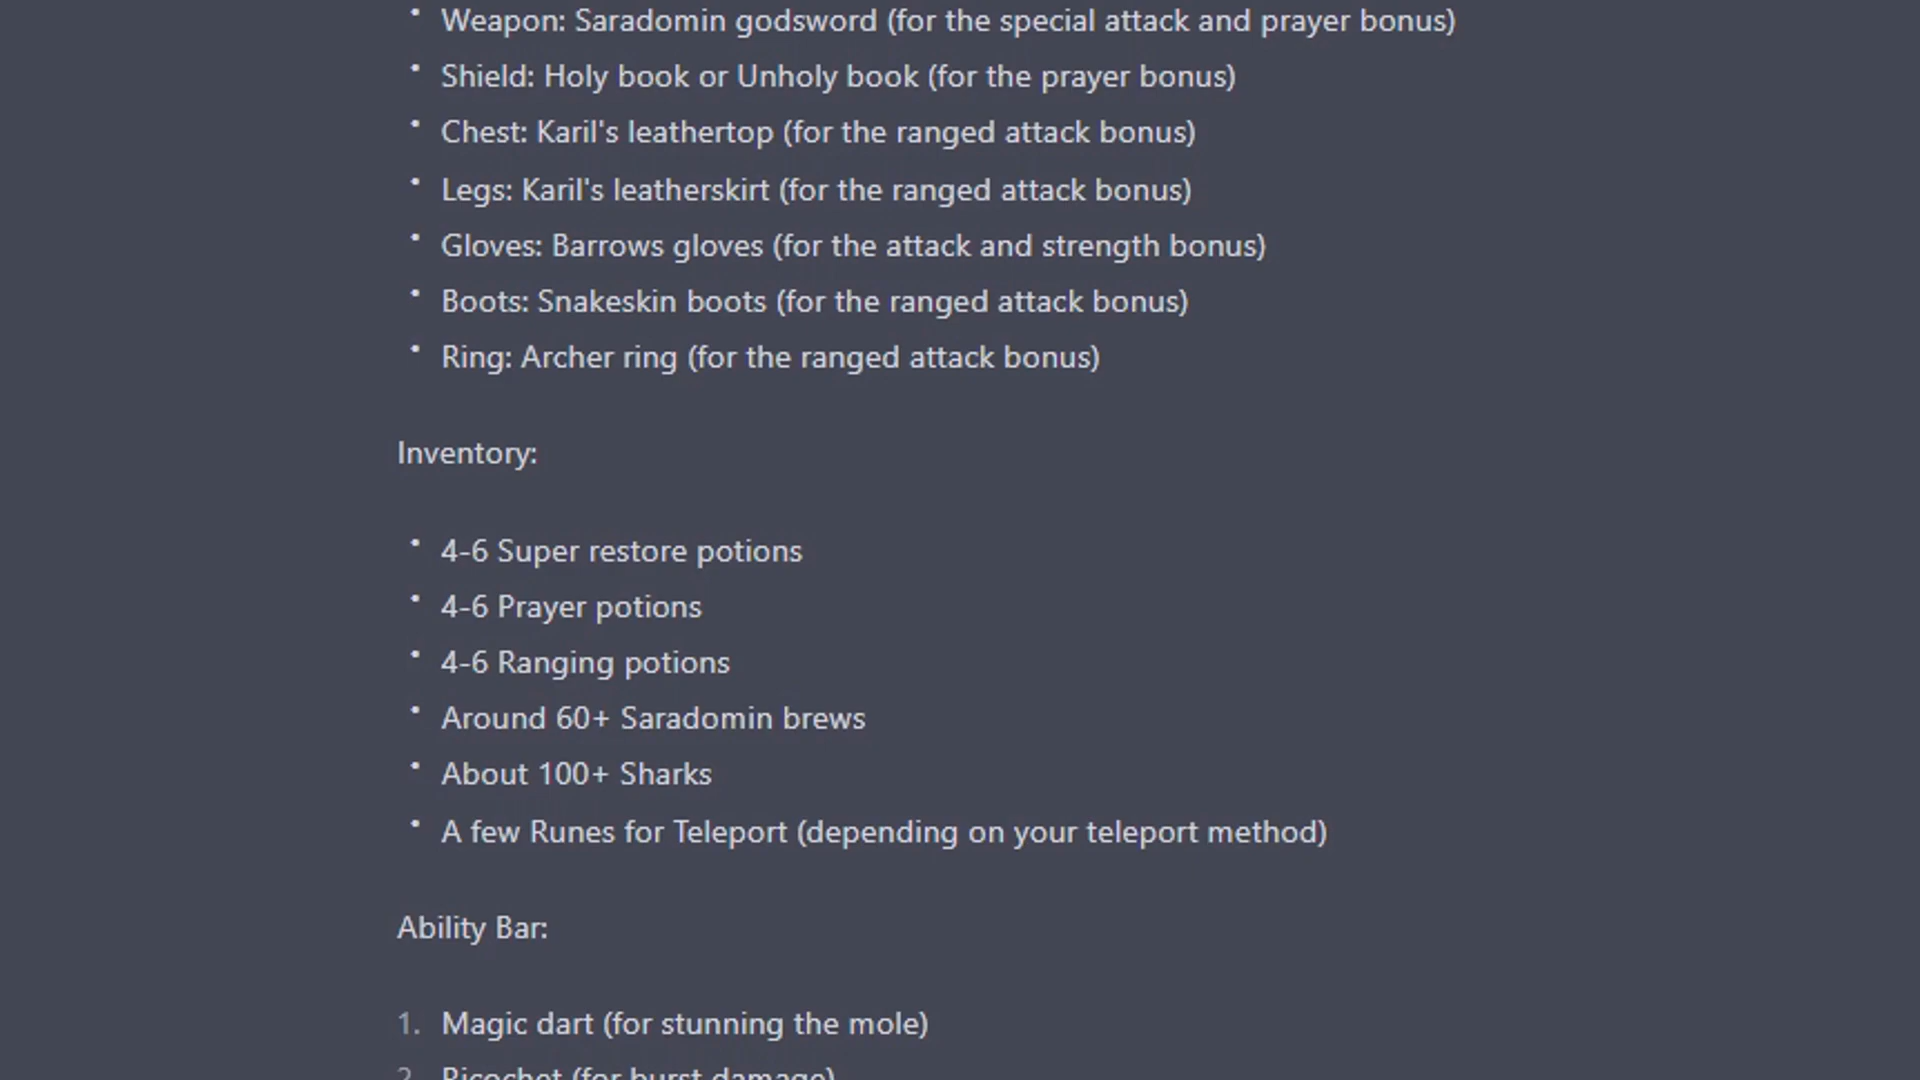 • Weapon: Saradomin godsword (for the special attack and prayer bonus)
• Shield: Holy book or Unholy book (for the prayer bonus)
• Chest: Karil's leathertop (for the ranged attack bonus)
• Legs: Karil's leatherskirt (for the ranged attack bonus)
• Gloves: Barrows gloves (for the attack and strength bonus)
• Boots: Snakeskin boots (for the ranged attack bonus)
• Ring: Archer ring (for the ranged attack bonus)
Inventory:
• 4-6 Super restore potions
• 4-6 Prayer potions
• 4-6 Ranging potions
• Around 60+ Saradomin brews
• About 100+ Sharks
• A few Runes for Teleport (depending on your teleport method)
Ability Bar:
1. Magic dart (for stunning the mole)
2. Ricochet (for burst damage)